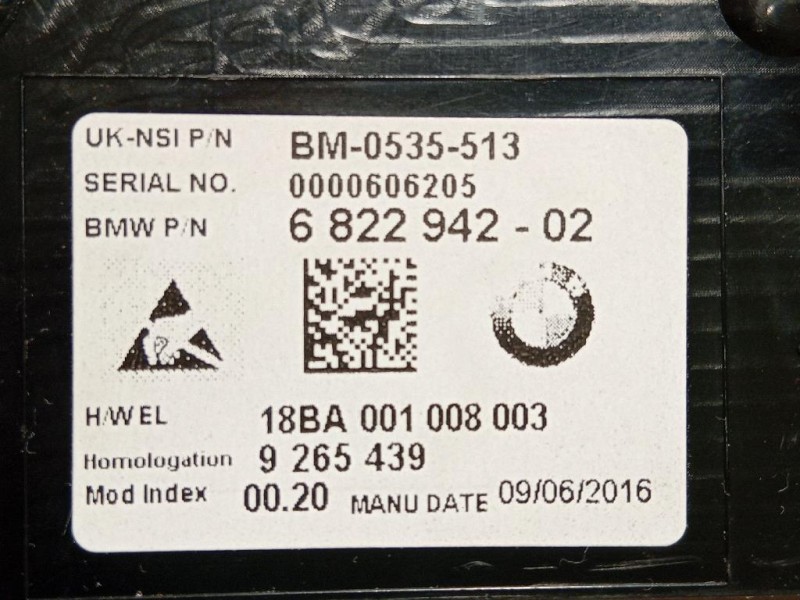 UK-NSI P/N BM-0535-513
SERIAL NO. 0000606205
BMW P/N 6 822 942 - 02
H/W EL 18BA 001 008 003
Homologation 9 265 439
Mod Index 00.20 MANU DATE 09/06/2016